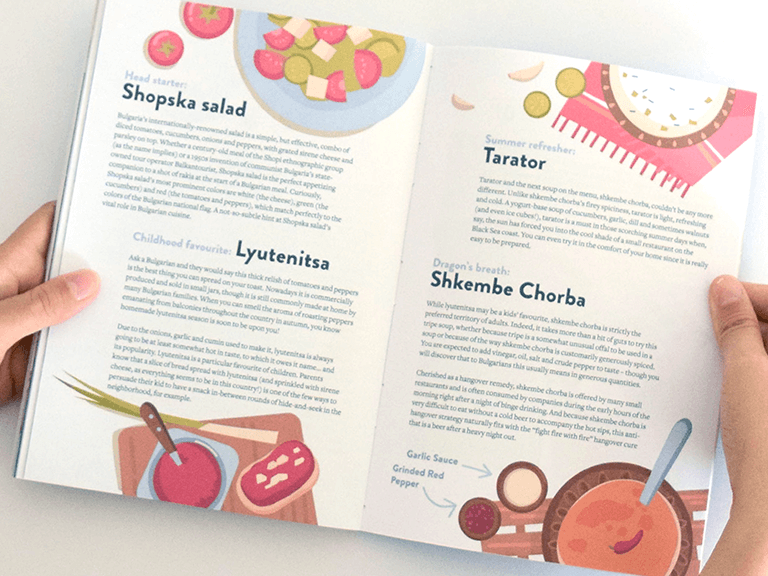 Head starter:
Shopska salad
Bulgaria's internationally-renowned salad is a simple, but effective, combo of
sliced tomatoes, cucumbers, onions and peppers, with grated sirene cheese and
parsley on top. Whether a century-old meal of the Shopi ethnographic group
(as the name implies) or a 1950s invention of communist Bulgaria's state-
owned tour operator Balkantourist, Shopska salad is the perfect appetising
companion to a shot of rakia at the start of a Bulgarian meal. Curiously,
Shopska salad's most prominent colors are white (the cheese), green (the
cucumbers) and red (the tomatoes and peppers), which match perfectly to the
colors of the Bulgarian national flag. A not-so-subtle hint at Shopska salad's
vital role in Bulgarian cuisine.
Childhood favourite: Lyutenitsa
Ask a Bulgarian and they would say this thick relish of tomatoes and peppers
is the best thing you can spread on your toast. Nowadays it is commercially
produced and sold in small jars, though it is still commonly made at home by
many Bulgarian families. When you can smell the aroma of roasting peppers
emanating from balconies throughout the country in autumn, you know
homemade lyutenitsa season is soon to be upon you!
Due to the onions, garlic and cumin used to make it, lyutenitsa is always
going to be at least somewhat hot in taste, to which it owes its name... and
its popularity. Lyutenitsa is a particular favourite of children. Parents
know that a slice of bread spread with lyutenitsa (and sprinkled with sirene
cheese, as everything seems to be in this country!) is one of the few ways to
persuade their kid to have a snack in-between rounds of hide-and-seek in the
neighborhood, for example.
Summer refresher:
Tarator
Tarator and the next soup on the menu, shkembe chorba, couldn't be any more
different. Unlike shkembe chorba's fiery spiciness, tarator is light, refreshing
and cold. A yogurt-base soup of cucumbers, garlic, dill and sometimes walnuts
(and even ice cubes!), tarator is a must in those scorching summer days when,
say, the sun has forced you into the cool shade of a small restaurant on the
Black Sea coast. You can even try it in the comfort of your home since it is really
easy to be prepared.
Dragon's breath:
Shkembe Chorba
While lyutenitsa may be a kids' favourite, shkembe chorba is strictly the
preferred territory of adults. Indeed, it takes more than a bit of guts to try this
tripe soup, whether because tripe is a somewhat unusual offal to be used in a
soup or because of the way shkembe chorba is customarily generously spiced.
You are expected to add vinegar, oil, salt and crude pepper to taste – though you
will discover that to Bulgarians this usually means in generous quantities.
Cherished as a hangover remedy, shkembe chorba is offered by many small
restaurants and is often consumed by companions during the early hours of the
morning right after a night of binge drinking. And because shkembe chorba is
very difficult to eat without a cold beer to accompany the hot sips, this anti-
hangover strategy naturally fits with the "fight fire with fire" hangover cure
that is a beer after a heavy night out.
Garlic Sauce
Grinded Red
Pepper